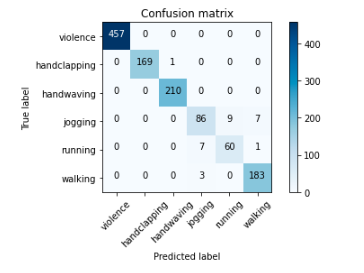 Confusion matrix
True label
violence 457 0 0 0 0 0
handclapping 0 169 1 0 0 0
handwaving 0 0 210 0 0 0
jogging 0 0 0 86 9 7
running 0 0 0 7 60 1
walking 0 0 0 3 0 183
violence handclapping handwaving jogging running walking
Predicted label
400
300
200
100
0